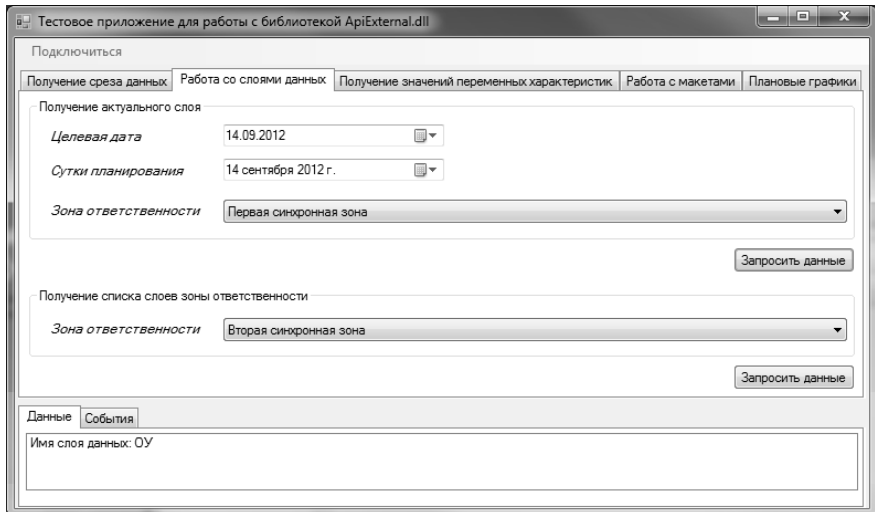 Тестовое приложение для работы с библиотекой ApiExternal.dll
Подключиться
Получение среза данных Работа со слоями данных Получение значений переменных характеристик Работа с макетами Плановые графики
Получение актуального слоя
Целевая дата 14.09.2012
Сутки планирования 14 сентября 2012 г.
Зона ответственности Первая синхронная зона
Запросить данные
Получение списка слоев зоны ответственности
Зона ответственности Вторая синхронная зона
Запросить данные
Данные События
Имя слоя данных: ОУ